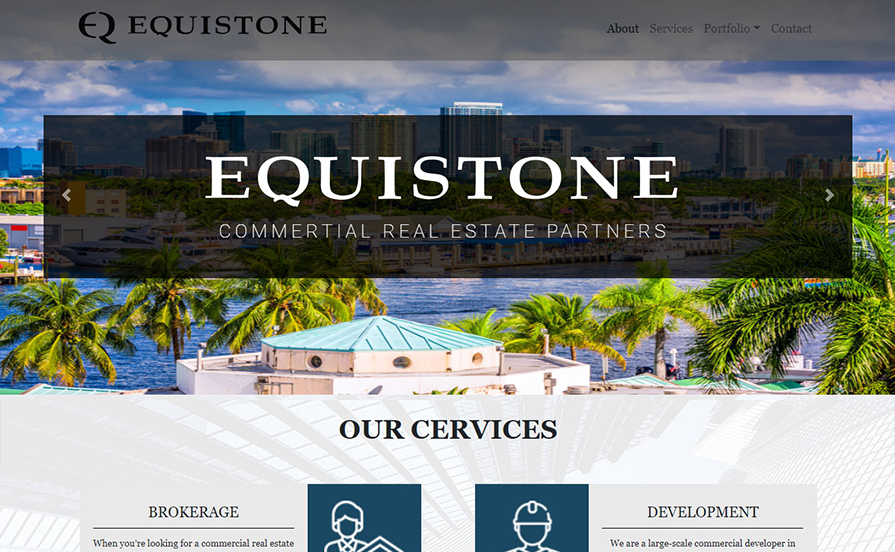 EQ EQUISTONE
About Services Portfolio Contact
EQUISTONE
COMMERTIAL REAL ESTATE PARTNERS
OUR CERVICES
BROKERAGE
When you're looking for a commercial real estate
DEVELOPMENT
We are a large-scale commercial developer in